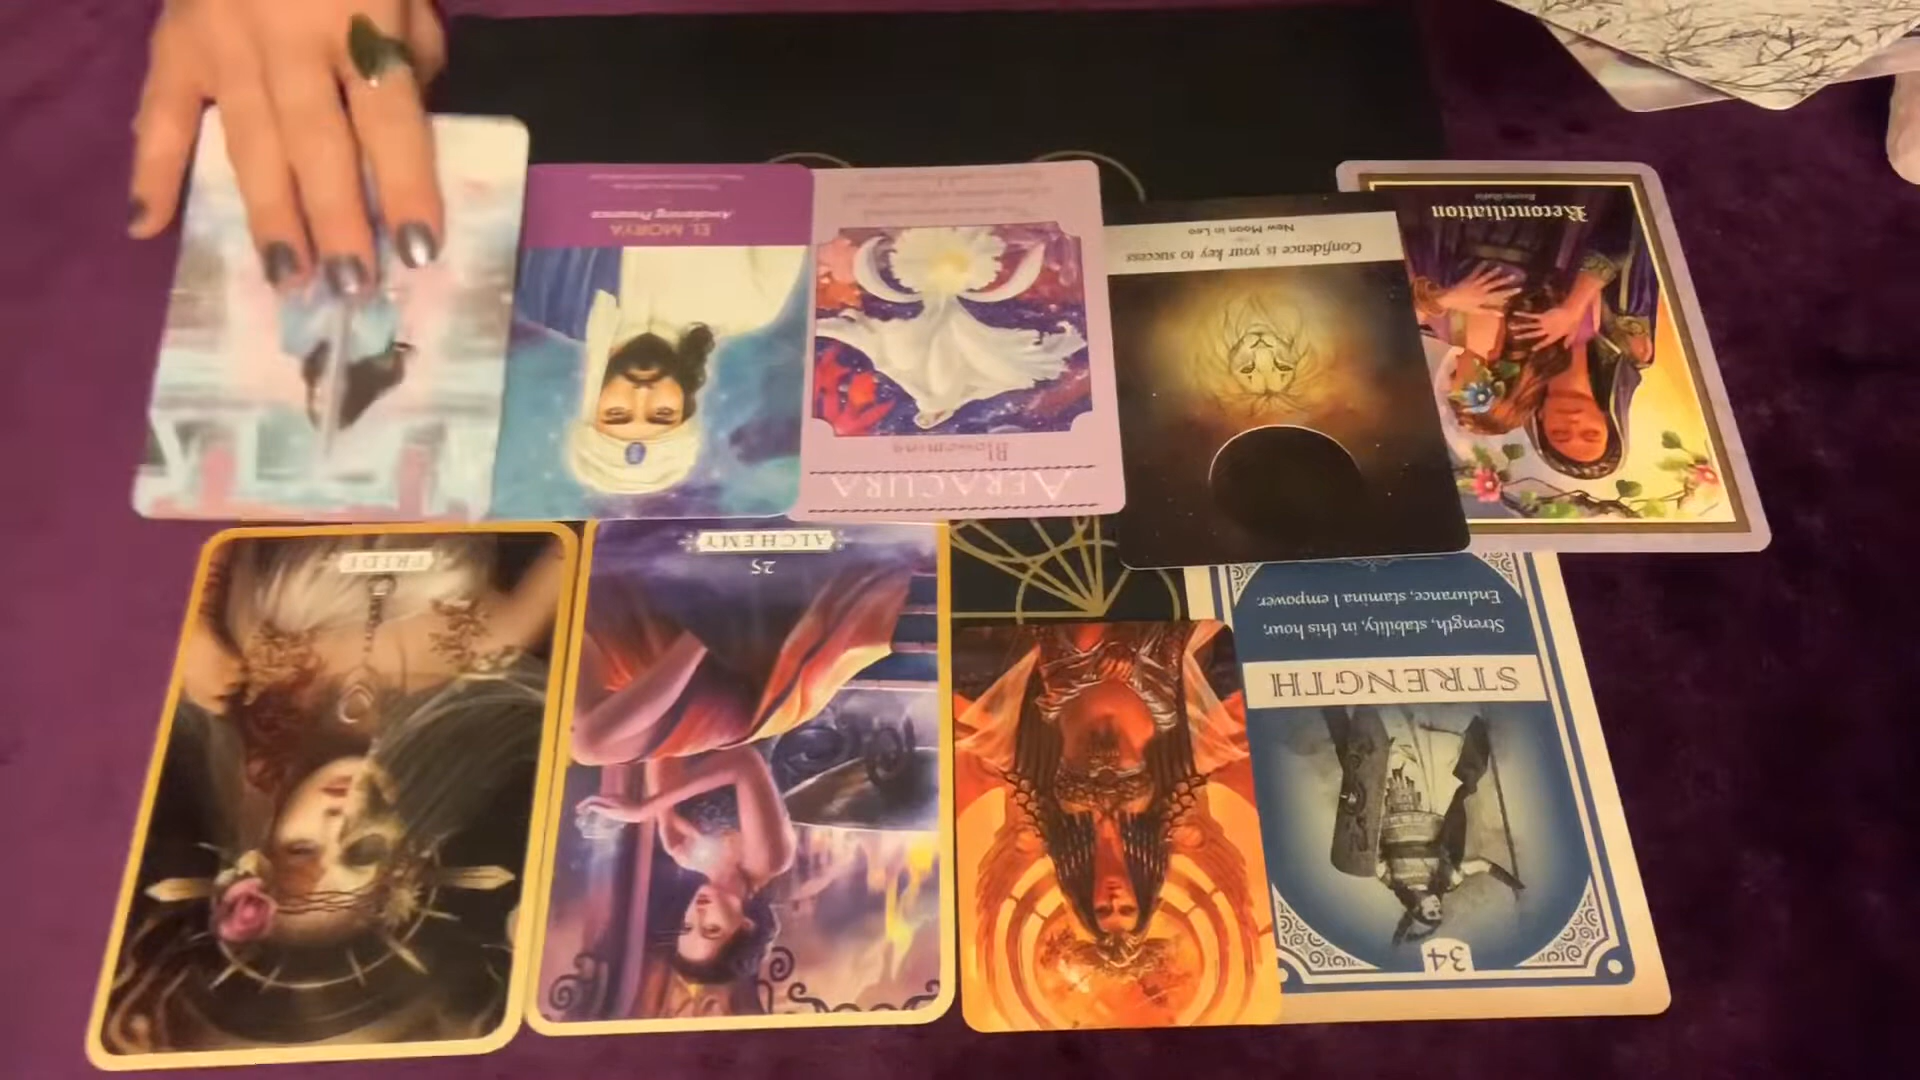 EL MORYA
Awakening Presence
AERACURA
Blossoming
Confidence is your key to success
New Moon in Leo
Reconciliation
PRIDE
25
ALCHEMY
34
STRENGTH
Strength, stability, in this hour,
Endurance, stamina I empower.